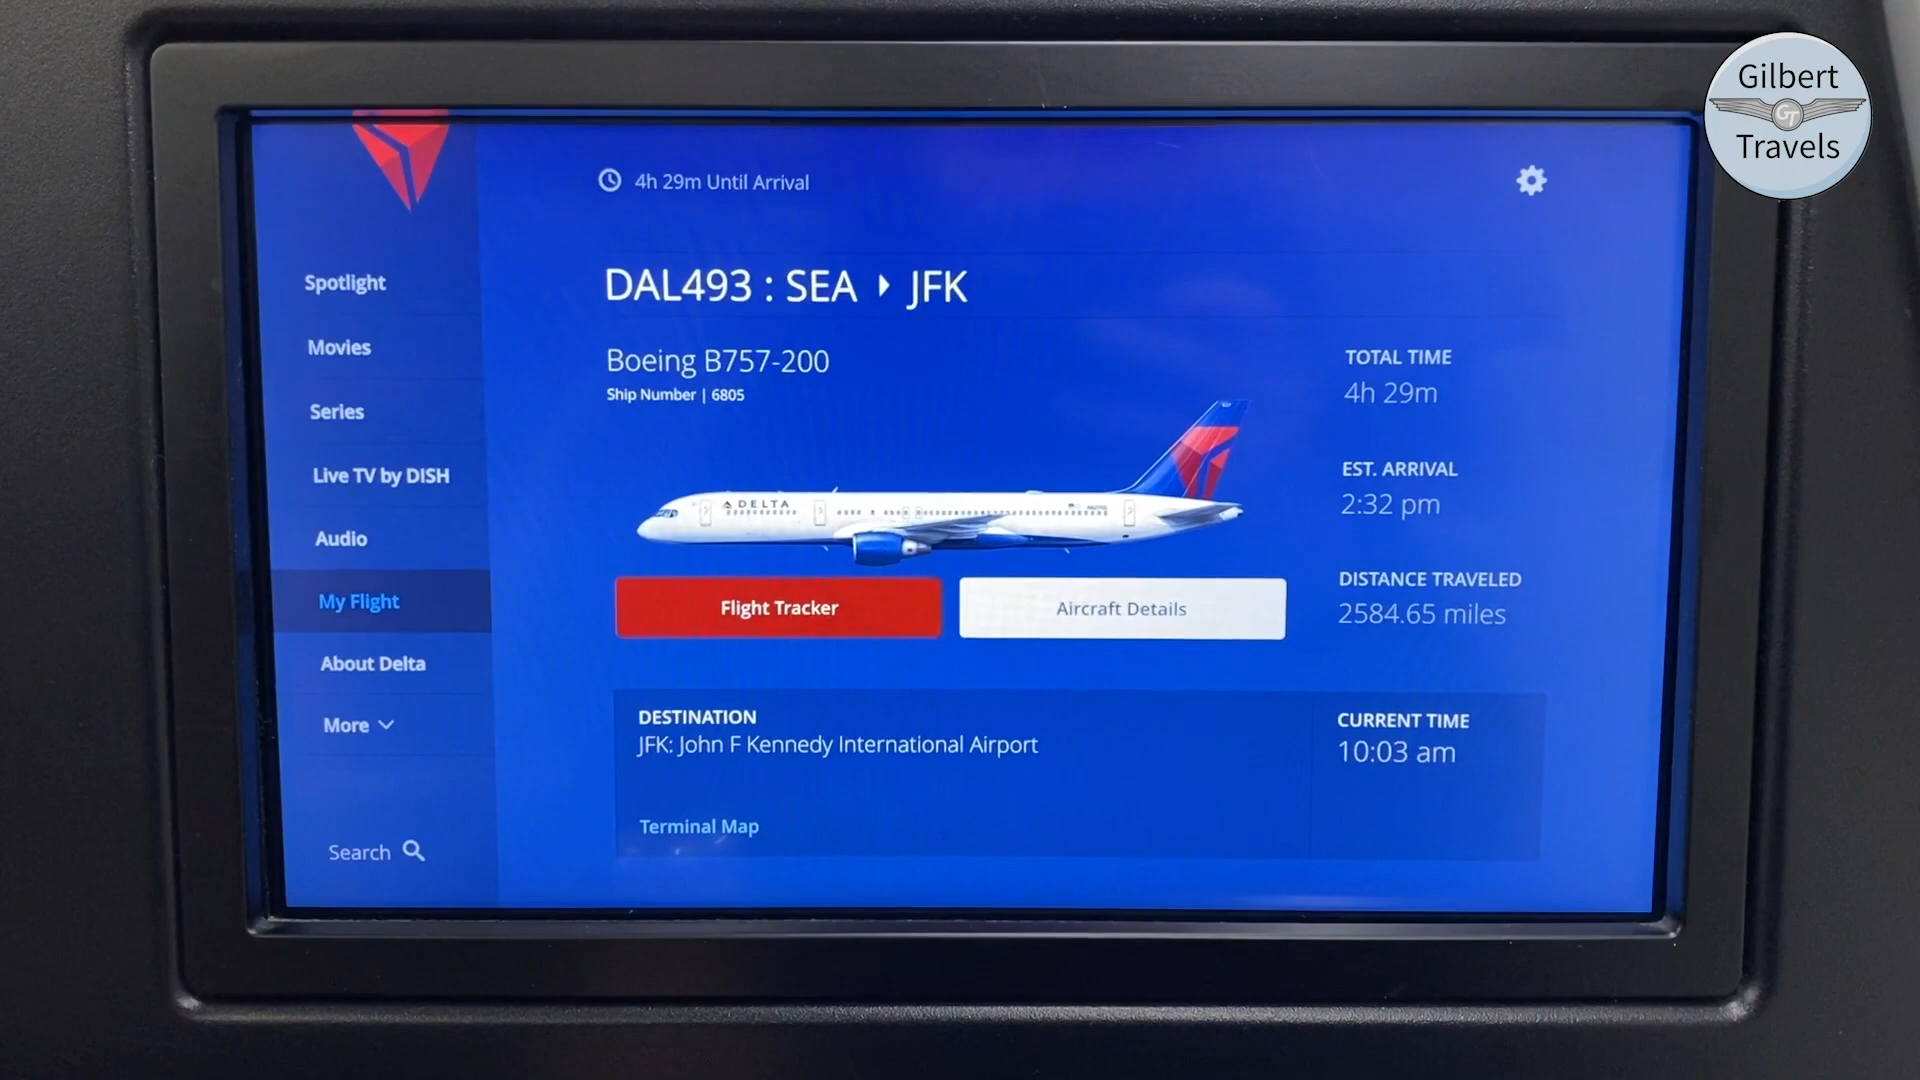 Gilbert
GT
Travels
4h 29m Until Arrival
Spotlight
Movies
Series
Live TV by DISH
Audio
My Flight
About Delta
More
Search
DAL493 : SEA ▸ JFK
Boeing B757-200
Ship Number | 6805
DELTA
Flight Tracker
Aircraft Details
TOTAL TIME
4h 29m
EST. ARRIVAL
2:32 pm
DISTANCE TRAVELED
2584.65 miles
DESTINATION
JFK: John F Kennedy International Airport
Terminal Map
CURRENT TIME
10:03 am